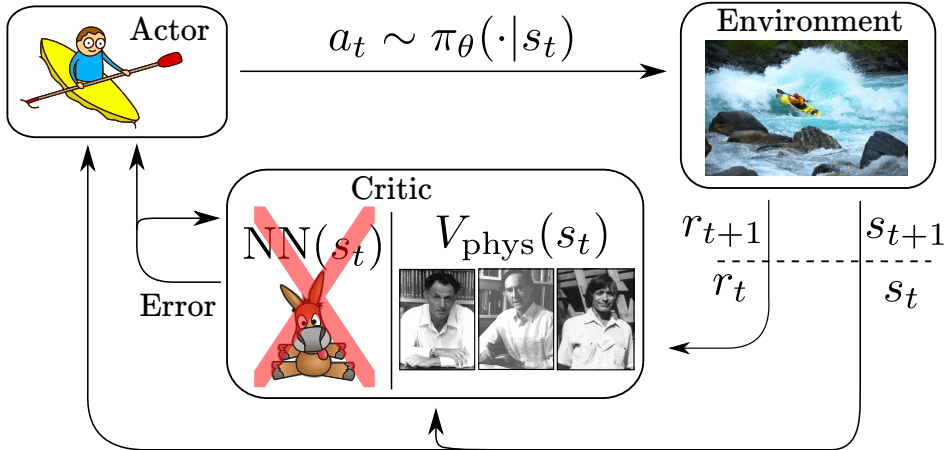 Actor
a_t ∼ π_θ(·|s_t)
Environment
Critic
NN(s_t)
V_phys(s_t)
r_{t+1}
s_{t+1}
r_t
s_t
Error